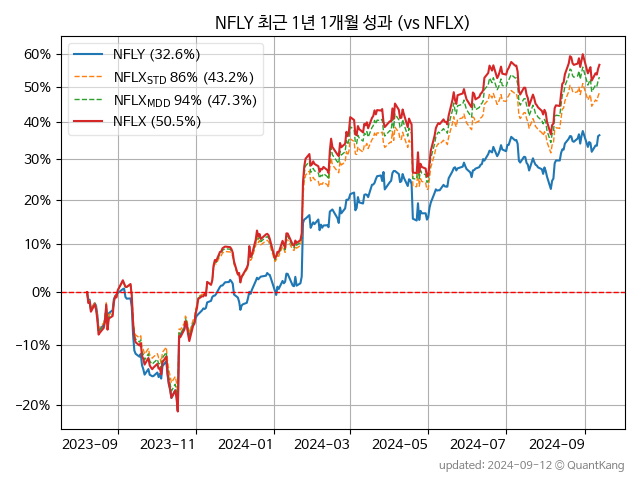 NFLY 최근 1년 1개월 성과 (vs NFLX)
60%
50%
40%
30%
20%
10%
0%
−10%
−20%
NFLY (32.6%)
NFLXSTD 86% (43.2%)
NFLXMDD 94% (47.3%)
NFLX (50.5%)
2023-09
2023-11
2024-01
2024-03
2024-05
2024-07
2024-09
updated: 2024-09-12 © QuantKang